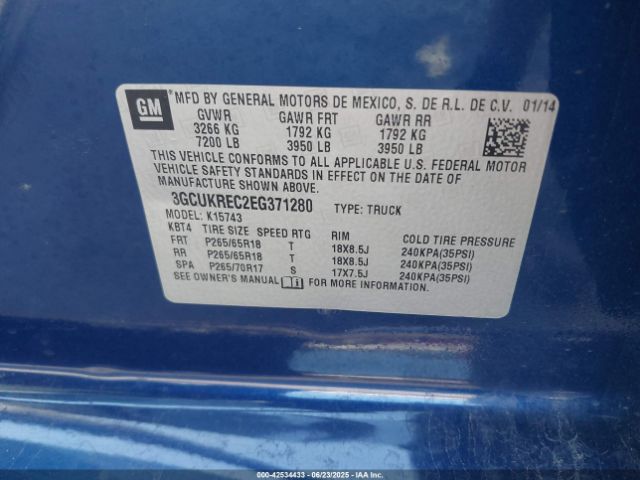 GM
MFD BY GENERAL MOTORS DE MEXICO, S. DE R.L. DE C.V. 01/14
GVWR GAWR FRT GAWR RR
3266 KG 1792 KG 1792 KG
7200 LB 3950 LB 3950 LB
THIS VEHICLE CONFORMS TO ALL APPLICABLE U.S. FEDERAL MOTOR
VEHICLE SAFETY STANDARDS IN EFFECT ON THE DATE OF
MANUFACTURE SHOWN ABOVE.
3GCUKREC2EG371280 TYPE: TRUCK
MODEL: K15743
KBT4 TIRE SIZE SPEED RTG RIM COLD TIRE PRESSURE
FRT P265/65R18 T 18X8.5J 240KPA(35PSI)
RR P265/65R18 T 18X8.5J 240KPA(35PSI)
SPA P265/70R17 S 17X7.5J 240KPA(35PSI)
SEE OWNER'S MANUAL FOR MORE INFORMATION.
000-42534433 - 06/23/2025 - IAAI.COM